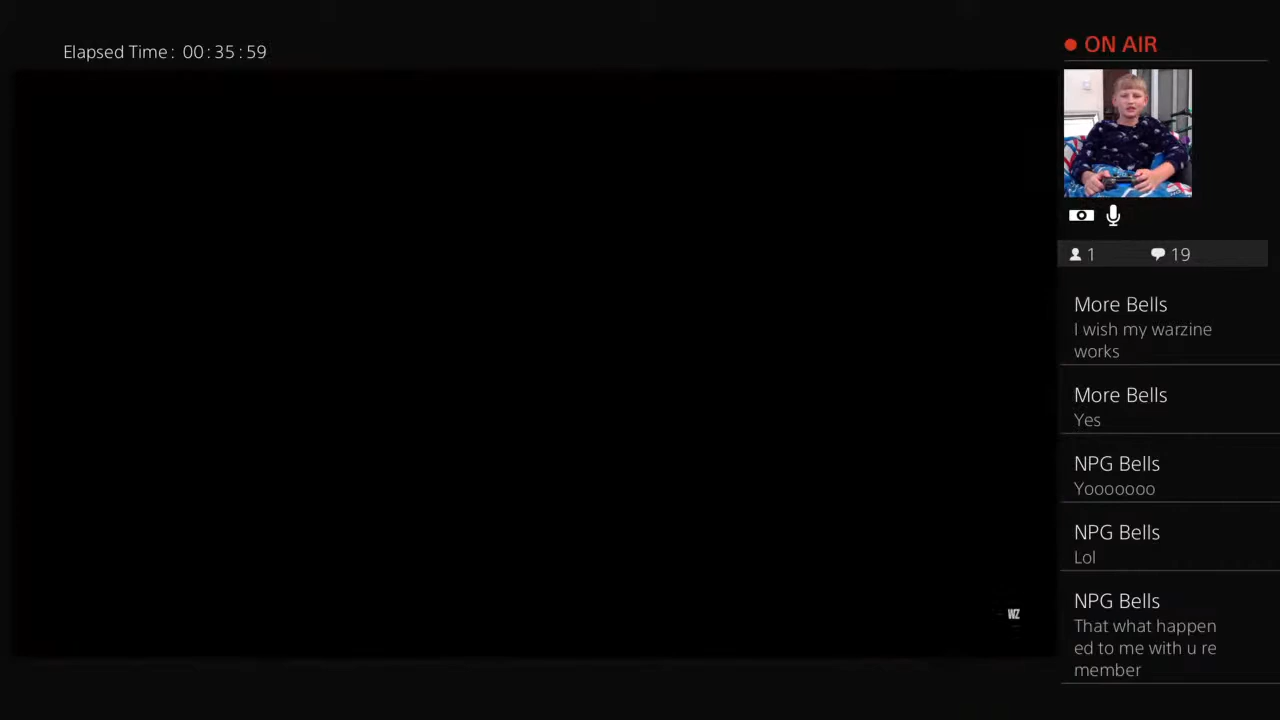 Elapsed Time: 00:35:59
ON AIR
1 19
More Bells
I wish my warzine
works
More Bells
Yes
NPG Bells
Yooooooo
NPG Bells
Lol
NPG Bells
That what happen
ed to me with u re
member
WZ